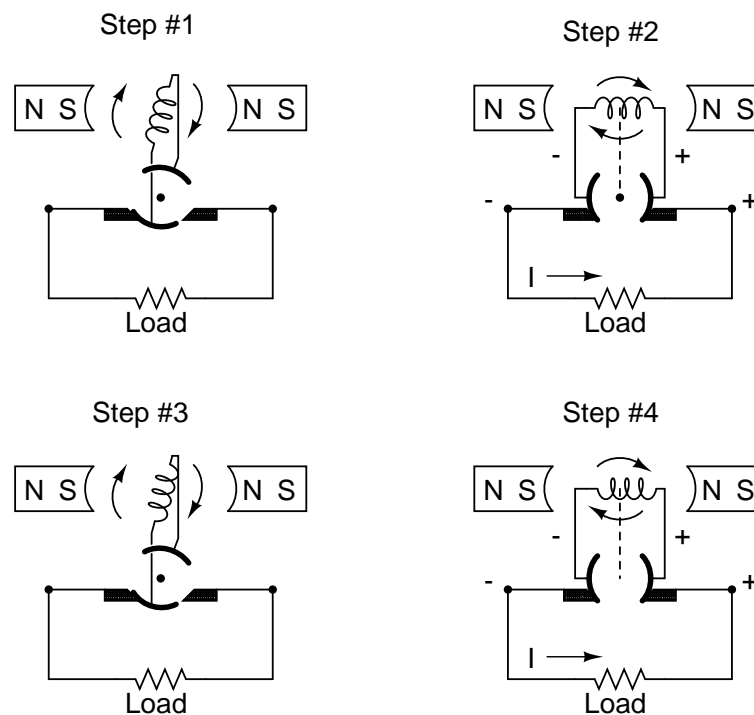 Step #1
N S
N S
Load
Step #2
N S
N S
-
+
-
+
I
Load
Step #3
N S
N S
Load
Step #4
N S
N S
-
+
-
+
I
Load